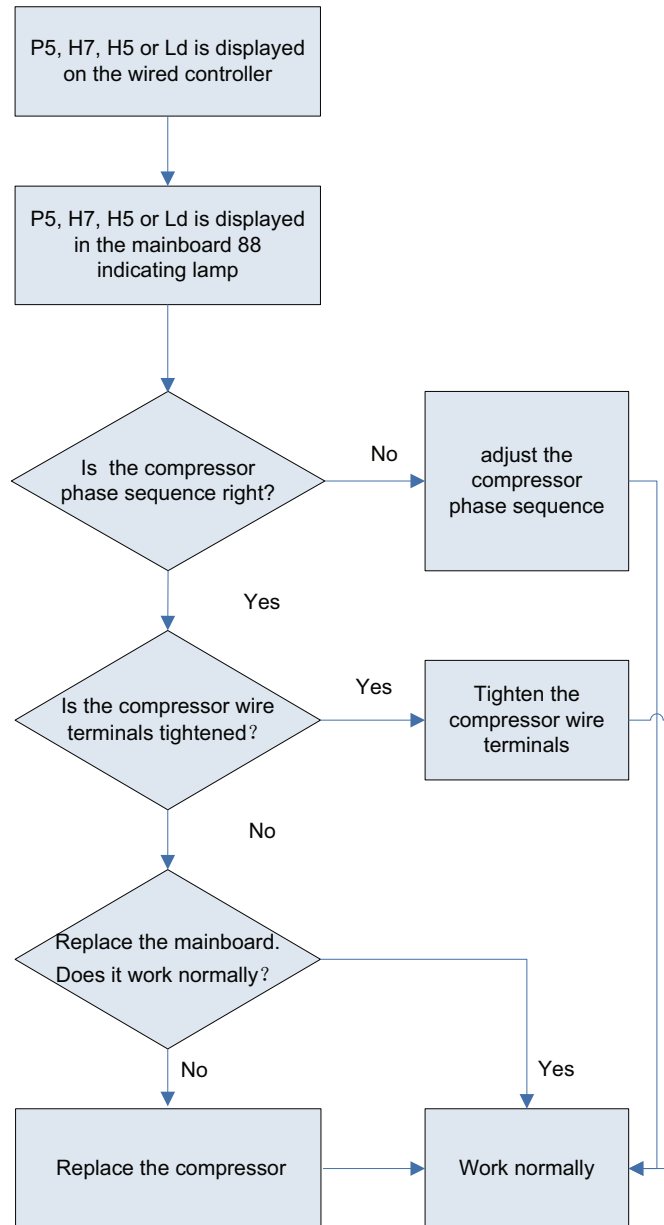 P5, H7, H5 or Ld is displayed
on the wired controller
P5, H7, H5 or Ld is displayed
in the mainboard 88
indicating lamp
Is the compressor
phase sequence right?
No
adjust the
compressor
phase sequence
Yes
Is the compressor wire
terminals tightened？
Yes
Tighten the
compressor wire
terminals
No
Replace the mainboard.
Does it work normally？
No
Yes
Replace the compressor
Work normally